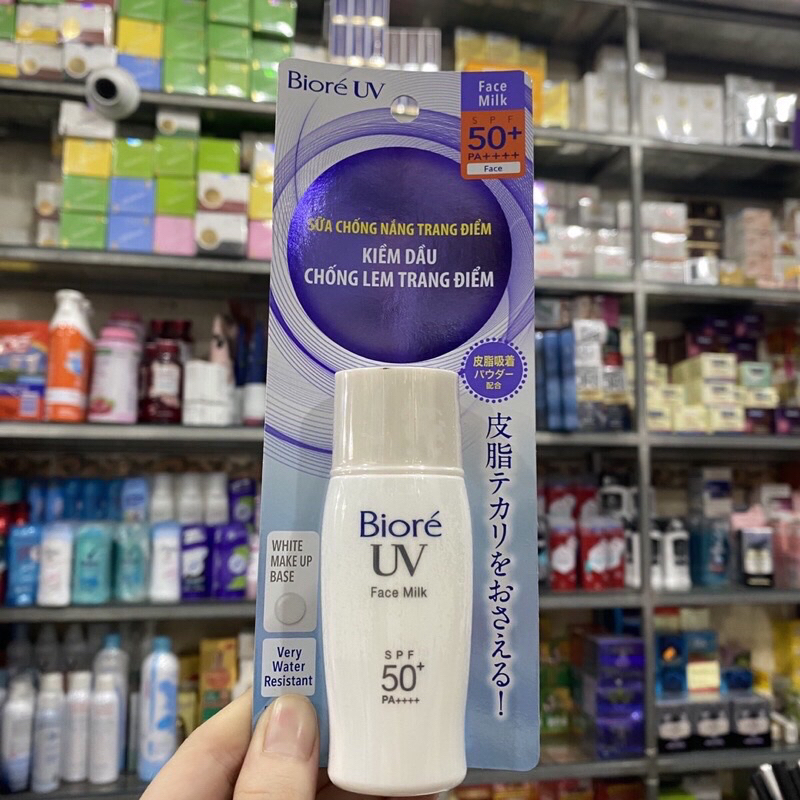 Bioré UV
Face
Milk
SPF
50+
PA++++
Face
SỮA CHỐNG NẮNG TRANG ĐIỂM
KIỀM DẦU
CHỐNG LEM TRANG ĐIỂM
皮脂吸着
パウダー
配合
皮脂テカリをおさえる!
WHITE
MAKE UP
BASE
Very
Water
Resistant
Bioré
UV
Face Milk
SPF
50+
PA++++